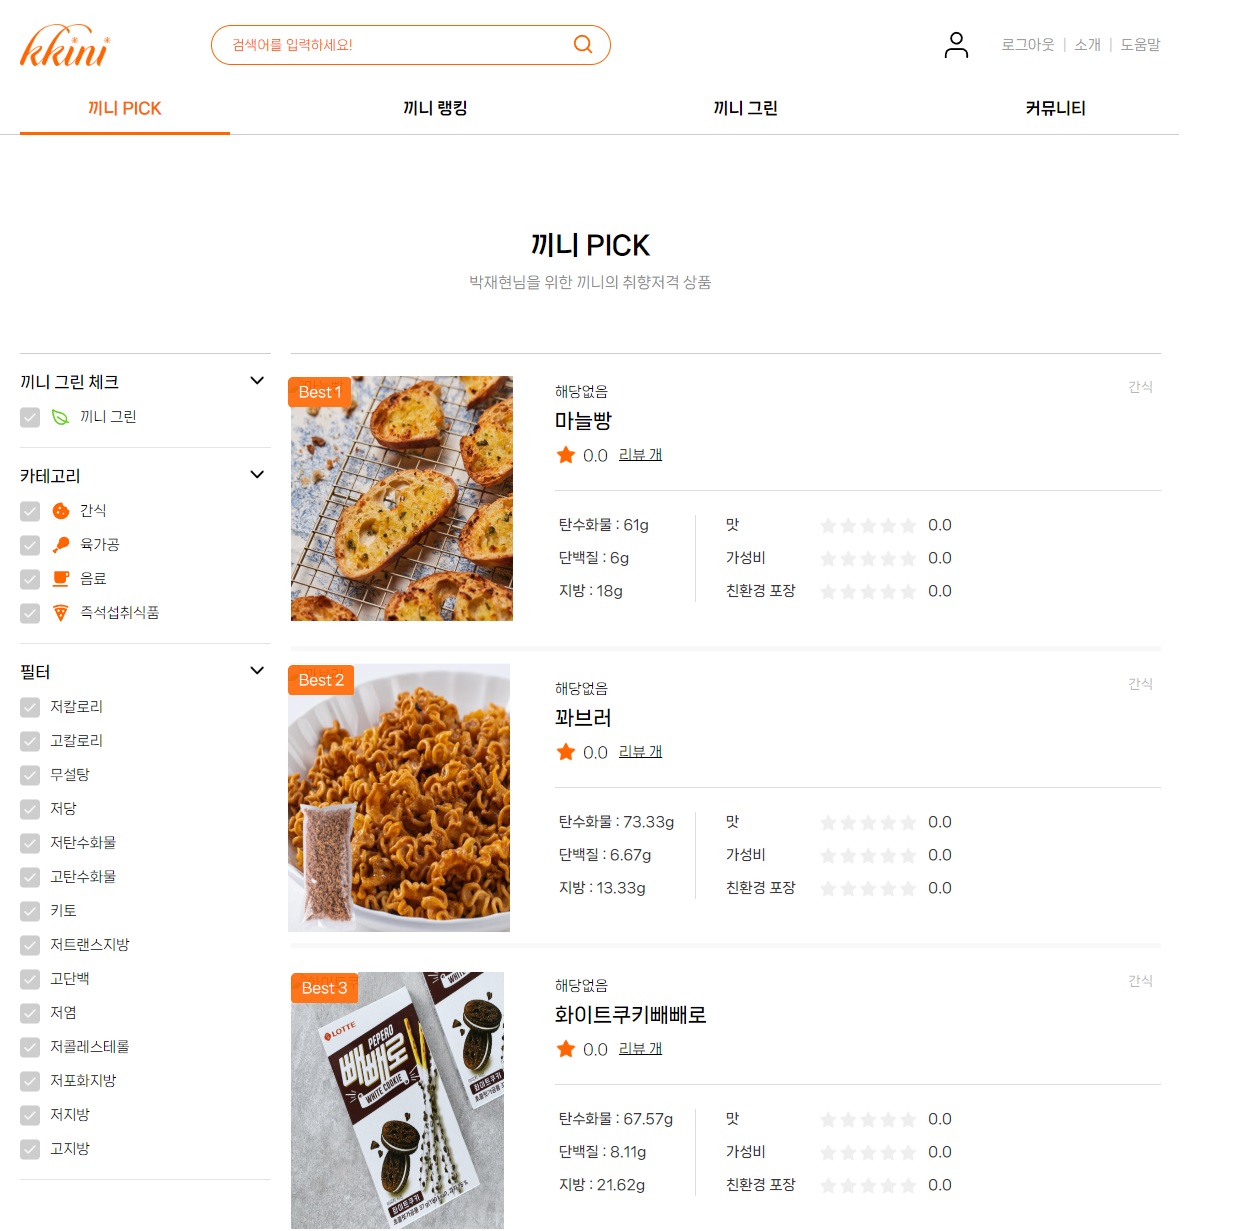 kkini
검색어를 입력하세요!
로그아웃 | 소개 | 도움말
끼니 PICK
끼니 랭킹
끼니 그린
커뮤니티
끼니 PICK
박재현님을 위한 끼니의 취향저격 상품
끼니 그린 체크
끼니 그린
카테고리
간식
육가공
음료
즉석섭취식품
필터
저칼로리
고칼로리
무설탕
저당
저탄수화물
고탄수화물
키토
저트랜스지방
고단백
저염
저콜레스테롤
저포화지방
저지방
고지방
Best 1
해당없음
간식
마늘빵
0.0 리뷰 개
탄수화물 : 61g
단백질 : 6g
지방 : 18g
맛 0.0
가성비 0.0
친환경 포장 0.0
Best 2
해당없음
간식
꽈브러
0.0 리뷰 개
탄수화물 : 73.33g
단백질 : 6.67g
지방 : 13.33g
맛 0.0
가성비 0.0
친환경 포장 0.0
Best 3
LOTTE
PEPERO
빼빼로
WHITE COOKIE
화이트쿠키
화이트쿠키
해당없음
간식
화이트쿠키빼빼로
0.0 리뷰 개
탄수화물 : 67.57g
단백질 : 8.11g
지방 : 21.62g
맛 0.0
가성비 0.0
친환경 포장 0.0